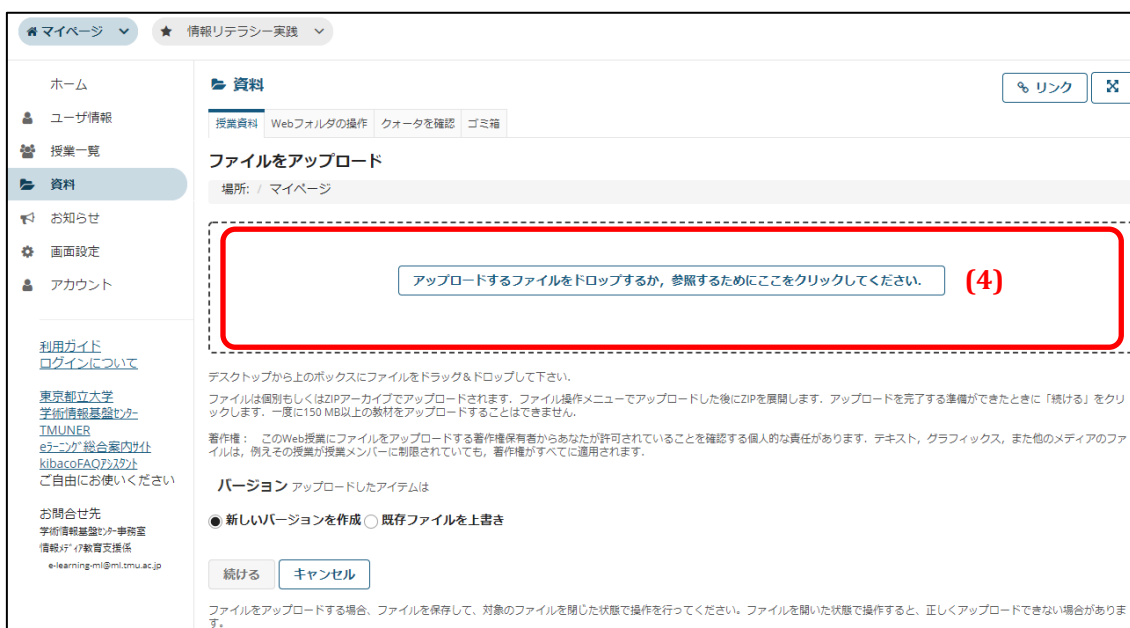 マイページ
情報リテラシー実践
ホーム
ユーザ情報
授業一覧
資料
お知らせ
画面設定
アカウント
利用ガイド
ログインについて
東京都立大学
学術情報基盤センター
TMUNER
eラーニング総合案内サイト
kibacoFAQアシスタント
ご自由にお使いください
お問合せ先
学術情報基盤センター事務室
情報メディア教育支援係
e-learning-ml@ml.tmu.ac.jp
資料
リンク
授業資料 Webフォルダの操作 クォータを確認 ゴミ箱
ファイルをアップロード
場所: / マイページ
アップロードするファイルをドロップするか，参照するためにここをクリックしてください．
(4)
デスクトップから上のボックスにファイルをドラッグ＆ドロップして下さい．
ファイルは個別もしくはZIPアーカイブでアップロードされます．ファイル操作メニューでアップロードした後にZIPを展開します．アップロードを完了する準備ができたときに「続ける」をクリ
ックします．一度に150 MB以上の教材をアップロードすることはできません．
著作権： このWeb授業にファイルをアップロードする著作権保有者からあなたが許可されていることを確認する個人的な責任があります．テキスト，グラフィックス，また他のメディアのファ
イルは，例えその授業が授業メンバーに制限されていても，著作権がすべてに適用されます．
バージョン アップロードしたアイテムは
新しいバージョンを作成 既存ファイルを上書き
続ける キャンセル
ファイルをアップロードする場合、ファイルを保存して、対象のファイルを閉じた状態で操作を行ってください。ファイルを開いた状態で操作すると、正しくアップロードできない場合がありま
す。